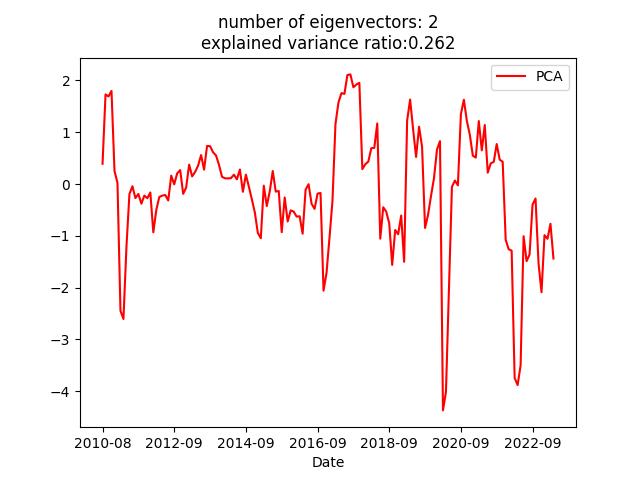 number of eigenvectors: 2
explained variance ratio:0.262
PCA
2
1
0
−1
−2
−3
−4
2010-08 2012-09 2014-09 2016-09 2018-09 2020-09 2022-09
Date